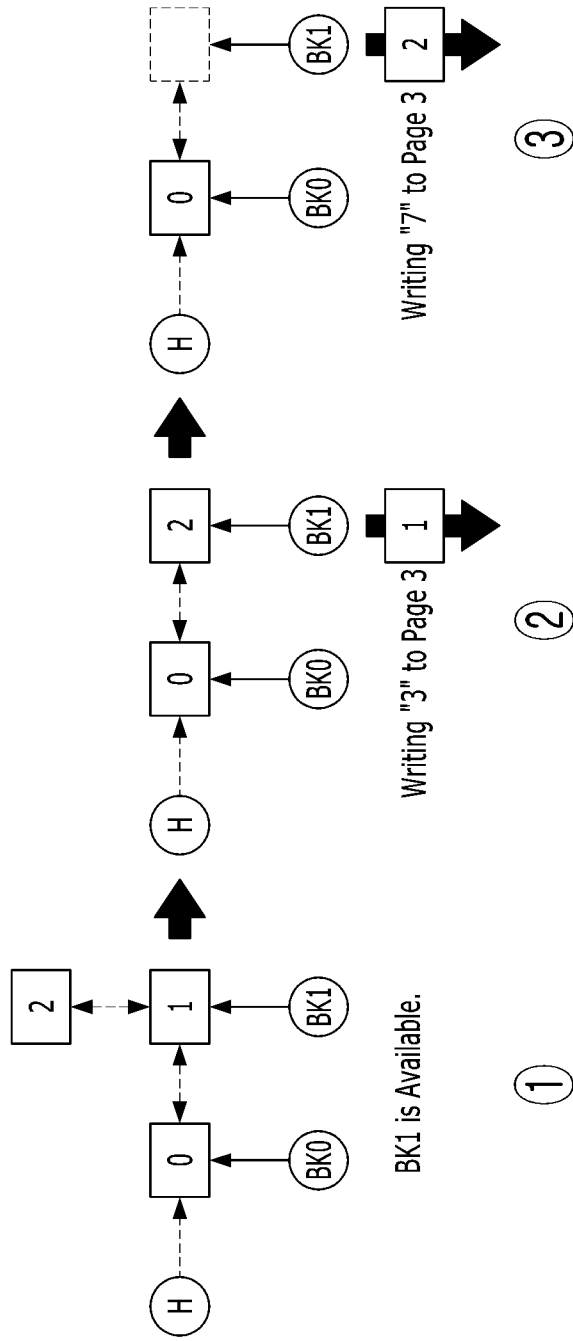 2
H
0
1
BK0
BK1
BK1 is Available.
①
H
0
2
BK0
BK1
Writing "3" to Page 3
1
②
H
0
BK0
BK1
Writing "7" to Page 3
2
③